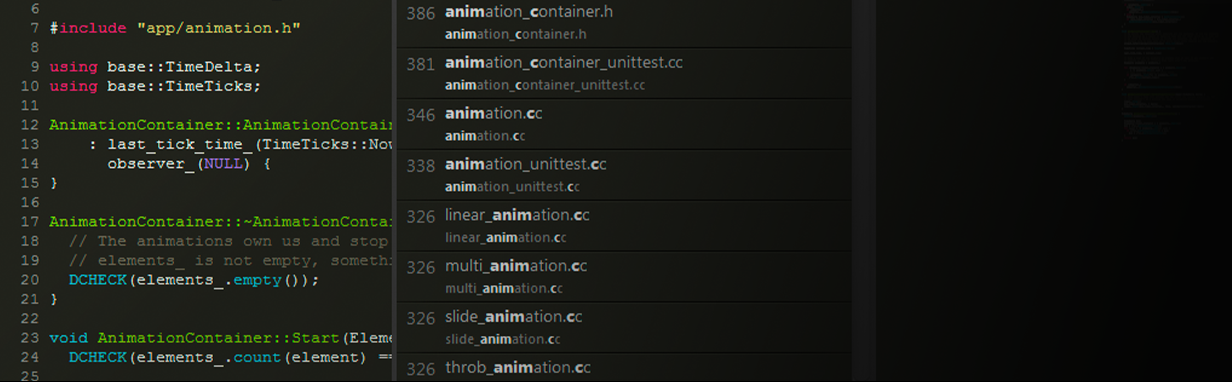 6
7 #include "app/animation.h"
8
9 using base::TimeDelta;
10 using base::TimeTicks;
11
12 AnimationContainer::AnimationContai
13 : last_tick_time_(TimeTicks::Now
14 observer_(NULL) {
15 }
16
17 AnimationContainer::~AnimationConta
18 // The animations own us and stop
19 // elements_ is not empty, somethi
20 DCHECK(elements_.empty());
21 }
22
23 void AnimationContainer::Start(Eleme
24 DCHECK(elements_.count(element) ==
25
386 animation_container.h
animation_container.h
381 animation_container_unittest.cc
animation_container_unittest.cc
346 animation.cc
animation.cc
338 animation_unittest.cc
animation_unittest.cc
326 linear_animation.cc
linear_animation.cc
326 multi_animation.cc
multi_animation.cc
326 slide_animation.cc
slide_animation.cc
326 throb_animation.cc